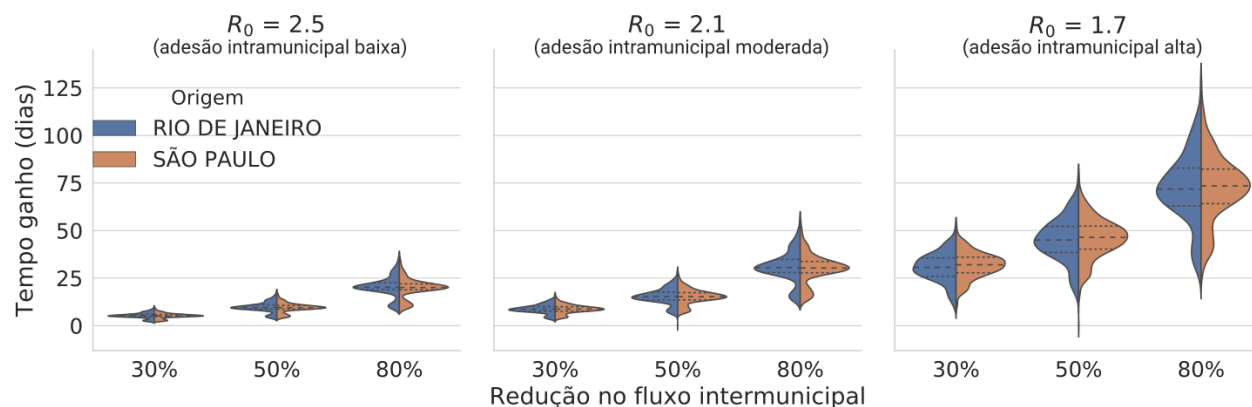 R₀ = 2.5
(adesão intramunicipal baixa)
R₀ = 2.1
(adesão intramunicipal moderada)
R₀ = 1.7
(adesão intramunicipal alta)
Tempo ganho (dias)
125
100
75
50
25
0
Origem
RIO DE JANEIRO
SÃO PAULO
30%
50%
80%
30%
50%
80%
30%
50%
80%
Redução no fluxo intermunicipal